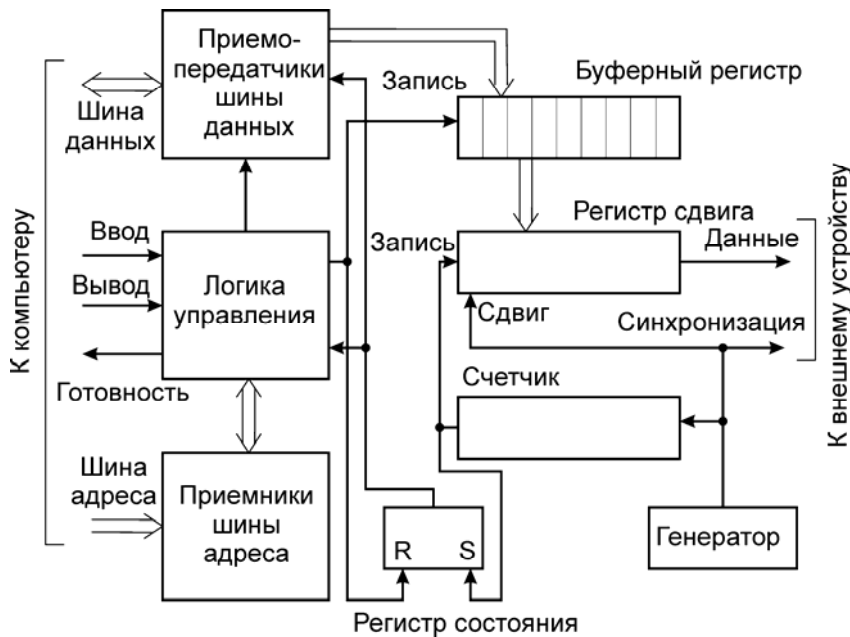 Приемо-
передатчики
шины
данных
Запись
Буферный регистр
Шина
данных
К компьютеру
Ввод
Вывод
Готовность
Логика
управления
Запись
Регистр сдвига
Данные
Сдвиг
Синхронизация
К внешнему устройству
Счетчик
Шина
адреса
Приемники
шины
адреса
R S
Генератор
Регистр состояния